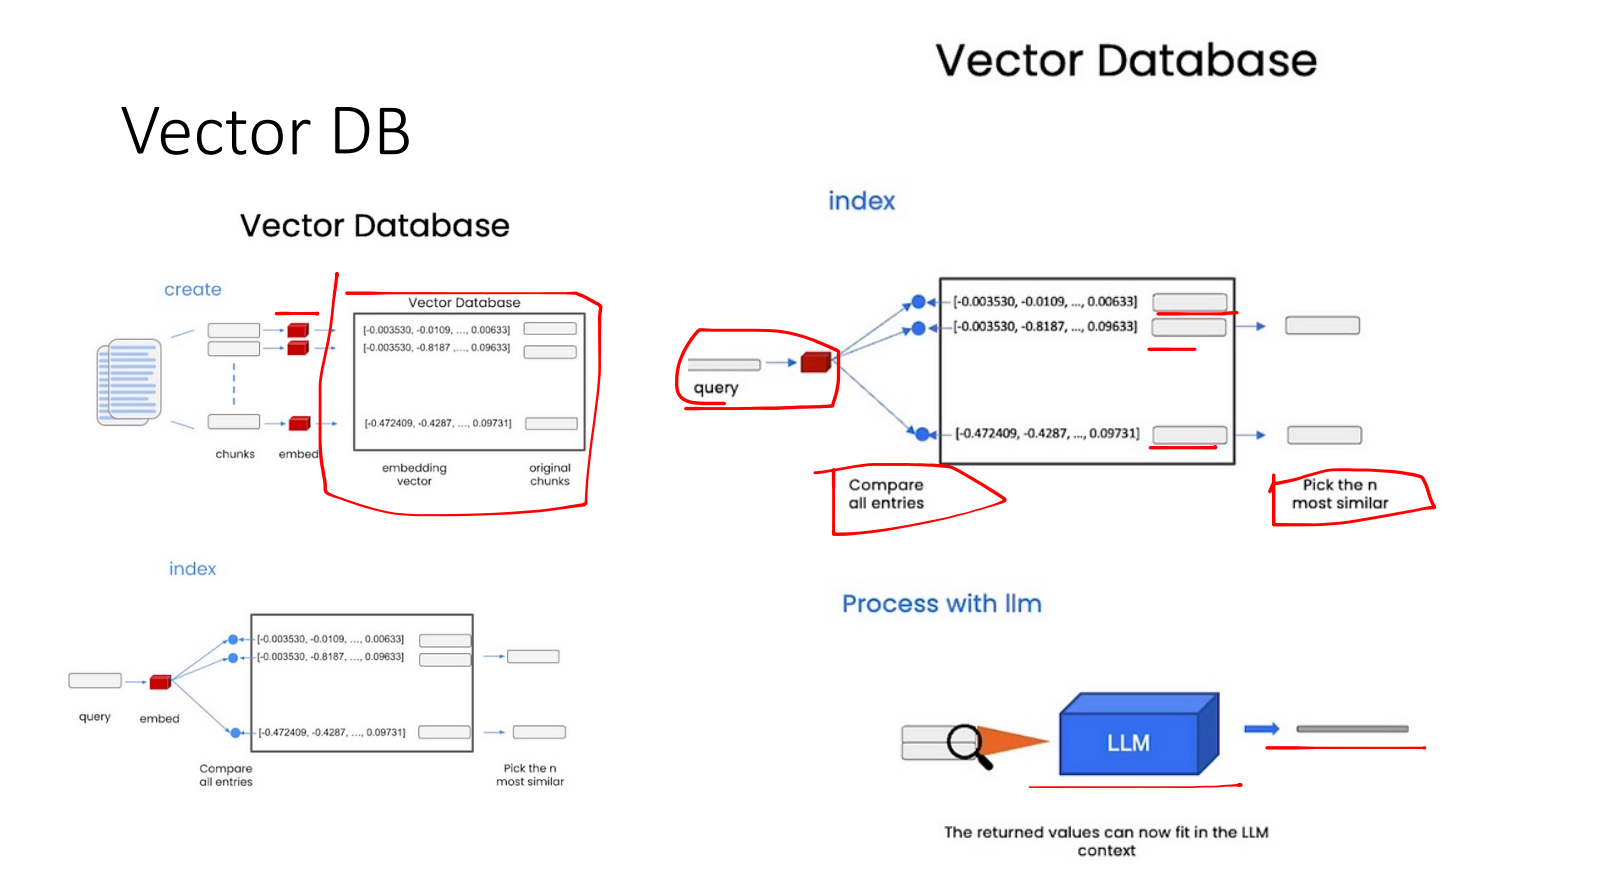 Vector DB
Vector Database
create
Vector Database
[-0.003530, -0.0109, ..., 0.00633]
[-0.003530, -0.8187 ,..., 0.09633]
[-0.472409, -0.4287, ..., 0.09731]
chunks
embed
embedding
vector
original
chunks
index
[-0.003530, -0.0109, ..., 0.00633]
[-0.003530, -0.8187, ..., 0.09633]
[-0.472409, -0.4287, ..., 0.09731]
query
embed
Compare
all entries
Pick the n
most similar
Vector Database
index
[-0.003530, -0.0109, ..., 0.00633]
[-0.003530, -0.8187, ..., 0.09633]
[-0.472409, -0.4287, ..., 0.09731]
query
Compare
all entries
Pick the n
most similar
Process with llm
LLM
The returned values can now fit in the LLM
context